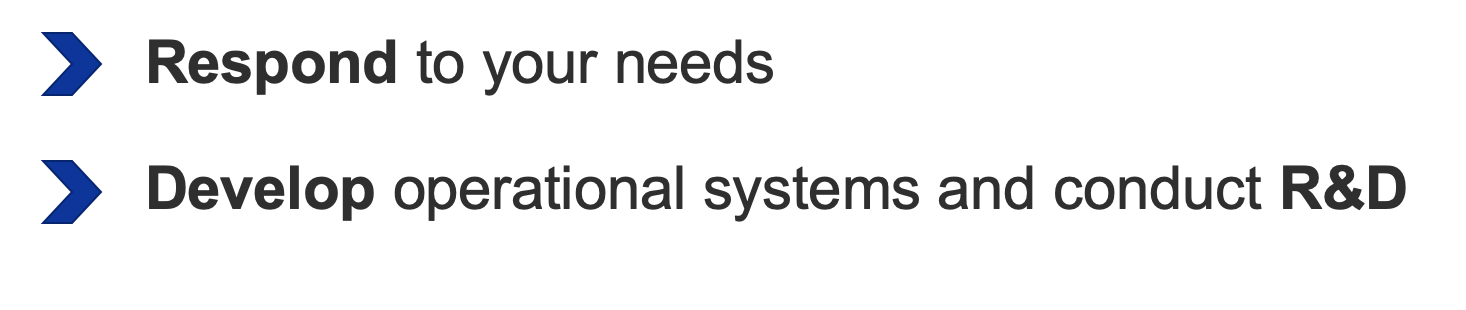 Respond to your needs
Develop operational systems and conduct R&D